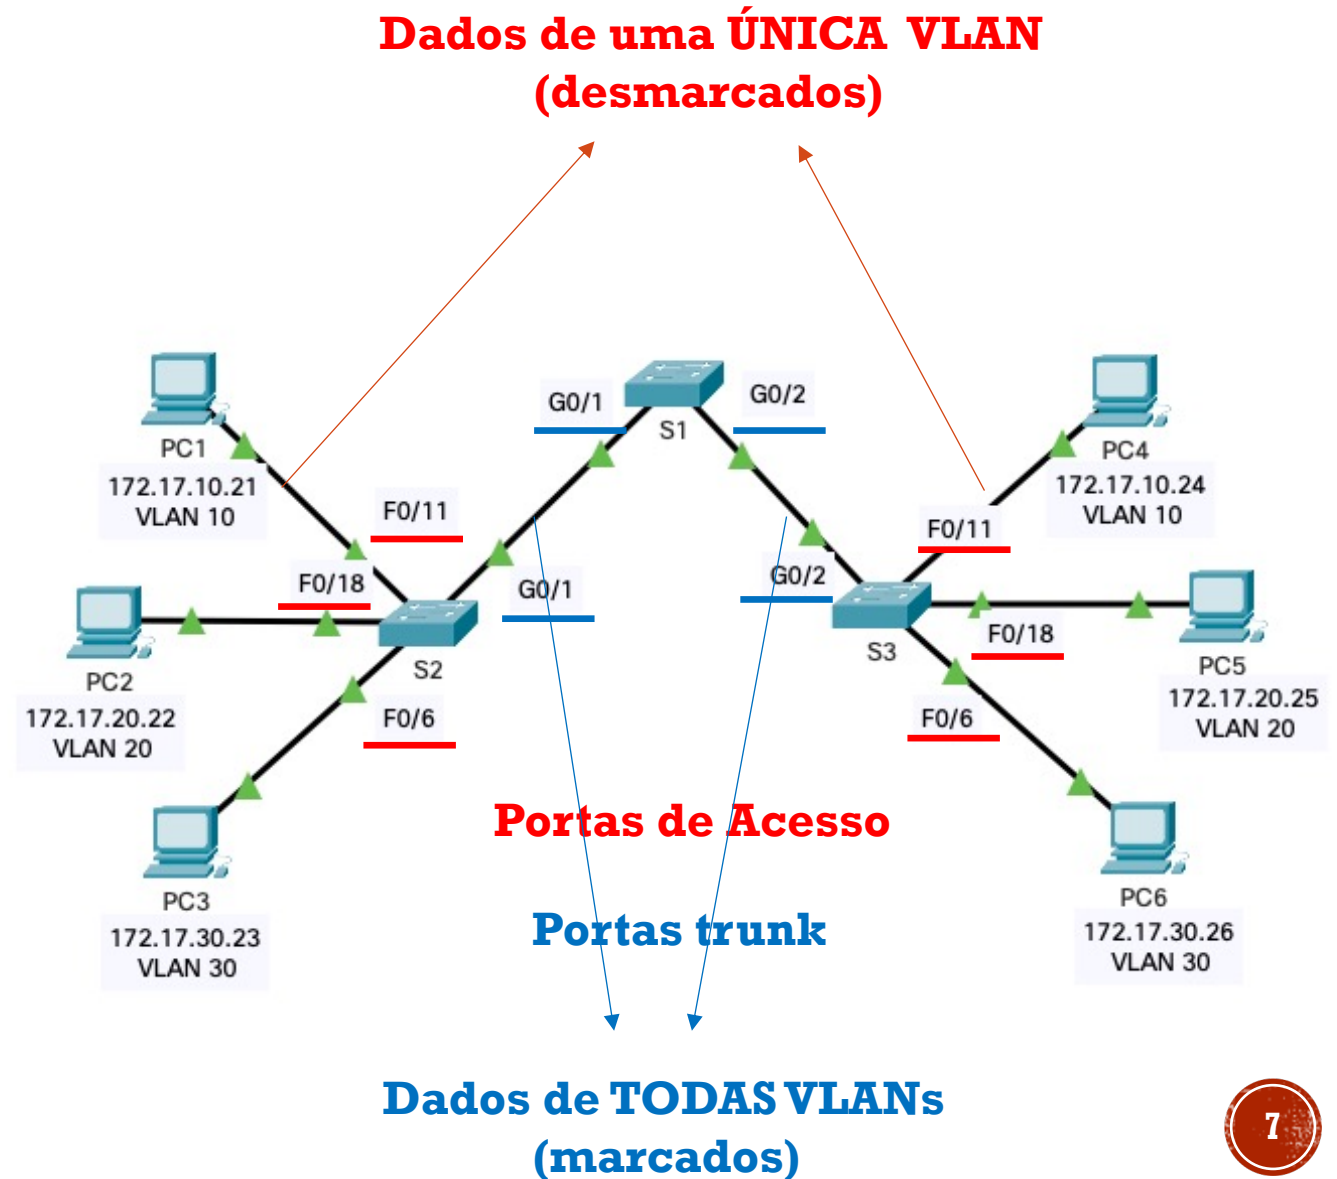 Dados de uma ÚNICA VLAN
(desmarcados)
G0/1
G0/2
S1
PC1
172.17.10.21
VLAN 10
PC4
172.17.10.24
VLAN 10
F0/11
F0/11
F0/18
G0/1
G0/2
F0/18
S2
S3
PC2
172.17.20.22
VLAN 20
PC5
172.17.20.25
VLAN 20
F0/6
F0/6
Portas de Acesso
PC3
172.17.30.23
VLAN 30
Portas trunk
PC6
172.17.30.26
VLAN 30
Dados de TODAS VLANs
(marcados)
7